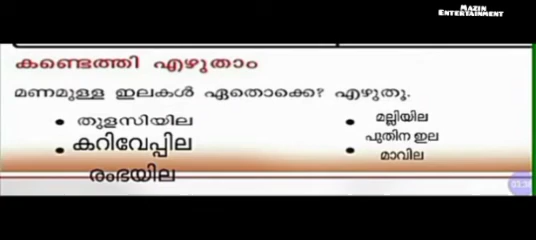 MAZIN
ENTERTAINMENT
കണ്ടെത്തി എഴുതാം
മണമുള്ള ഇലകൾ ഏതൊക്കെ? എഴുതൂ.
• തുളസിയില
• കറിവേപ്പില
രംഭയില
• മല്ലിയില
പുതിന ഇല
• മാവില